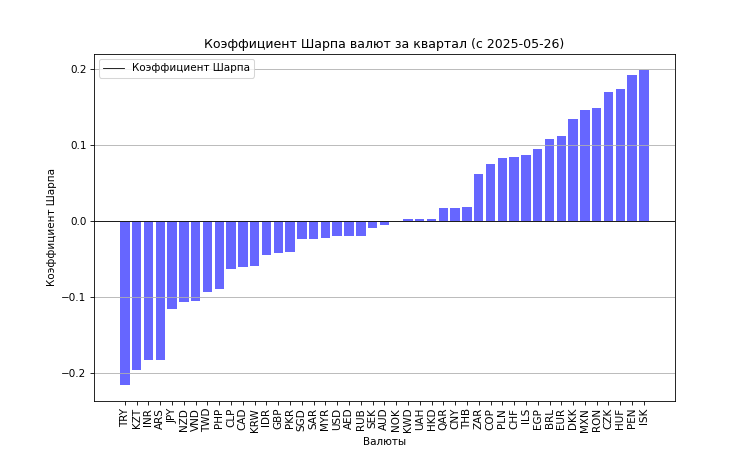 Коэффициент Шарпа валют за квартал (с 2025-05-26)
Коэффициент Шарпа
0.2
0.1
0.0
−0.1
−0.2
Коэффициент Шарпа
TRY KZT INR ARS JPY NZD VND TWD PHP CLP CAD KRW IDR GBP PKR SGD SAR MYR USD AED RUB SEK AUD NOK KWD UAH HKD QAR CNY THB ZAR COP PLN CHF ILS EGP BRL EUR DKK MXN RON CZK HUF PEN ISK
Валюты